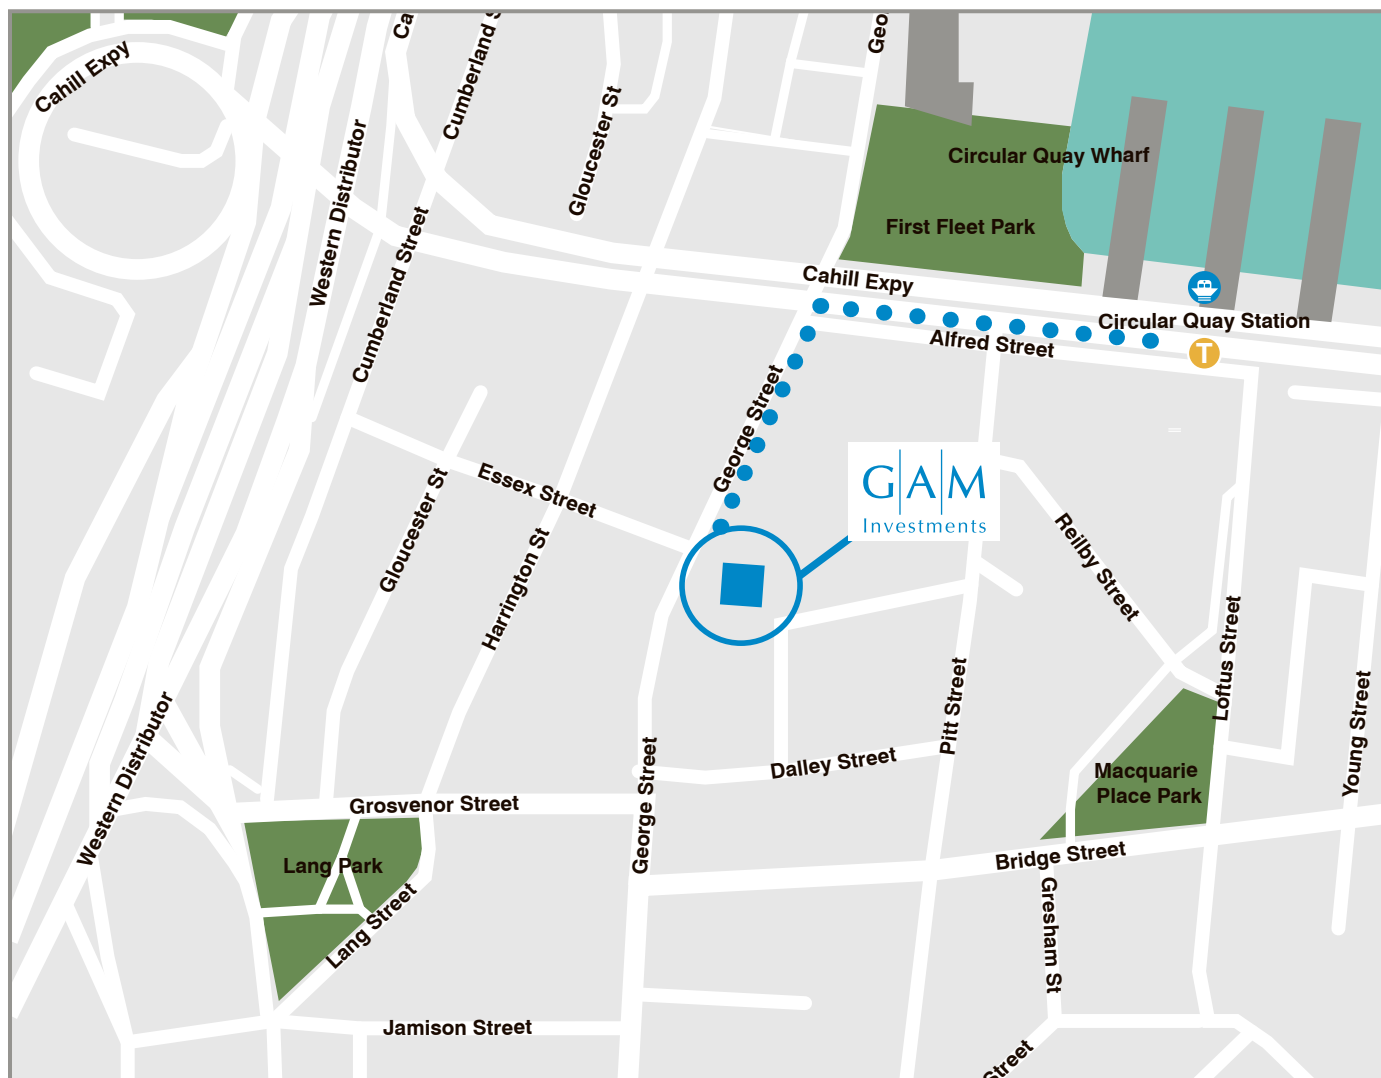 Ca
Cumberland S
Geo
Cahill Expy
Gloucester St
Western Distributor
Circular Quay Wharf
First Fleet Park
Cumberland Street
Cahill Expy
Circular Quay Station
Alfred Street
T
George Street
GAM
Investments
Essex Street
Gloucester St
Harrington St
Reilby Street
Loftus Street
Pitt Street
Young Street
Western Distributor
Dalley Street
Macquarie
Place Park
Grosvenor Street
George Street
Bridge Street
Lang Park
Lang Street
Gresham St
Jamison Street
Street